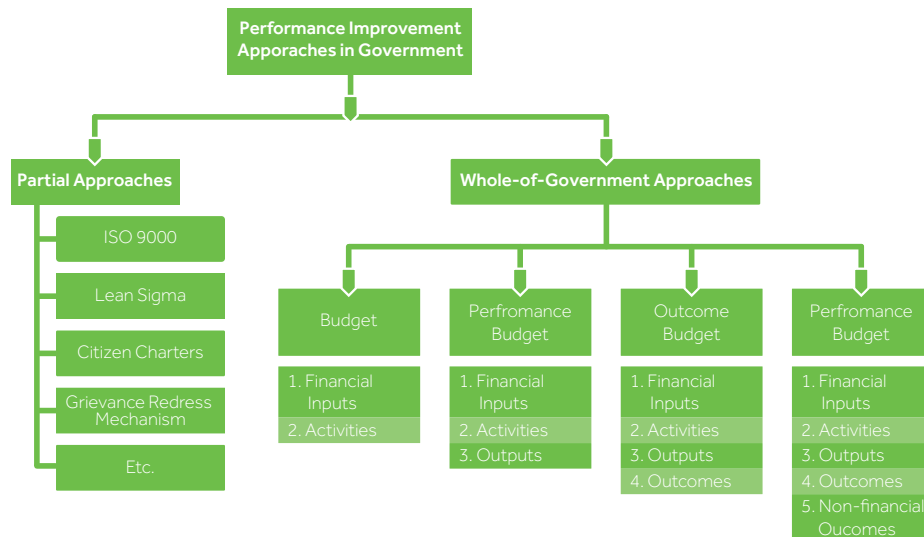 Performance Improvement
Apporaches in Government
Partial Approaches
ISO 9000
Lean Sigma
Citizen Charters
Grievance Redress
Mechanism
Etc.
Whole-of-Government Approaches
Budget
1. Financial
Inputs
2. Activities
Perfromance
Budget
1. Financial
Inputs
2. Activities
3. Outputs
Outcome
Budget
1. Financial
Inputs
2. Activities
3. Outputs
4. Outcomes
Perfromance
Budget
1. Financial
Inputs
2. Activities
3. Outputs
4. Outcomes
5. Non-financial
Oucomes